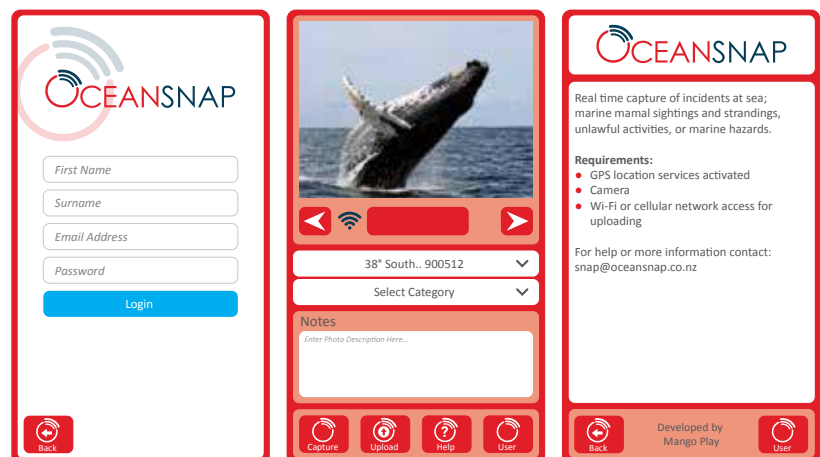 OCEANSNAP
First Name
Surname
Email Address
Password
Login
Back
38° South.. 900512
Select Category
Notes
Enter Photo Description Here...
Capture
Upload
Help
User
OCEANSNAP
Real time capture of incidents at sea;
marine mamal sightings and strandings,
unlawful activities, or marine hazards.
Requirements:
● GPS location services activated
● Camera
● Wi-Fi or cellular network access for
uploading
For help or more information contact:
snap@oceansnap.co.nz
Back
Developed by
Mango Play
User